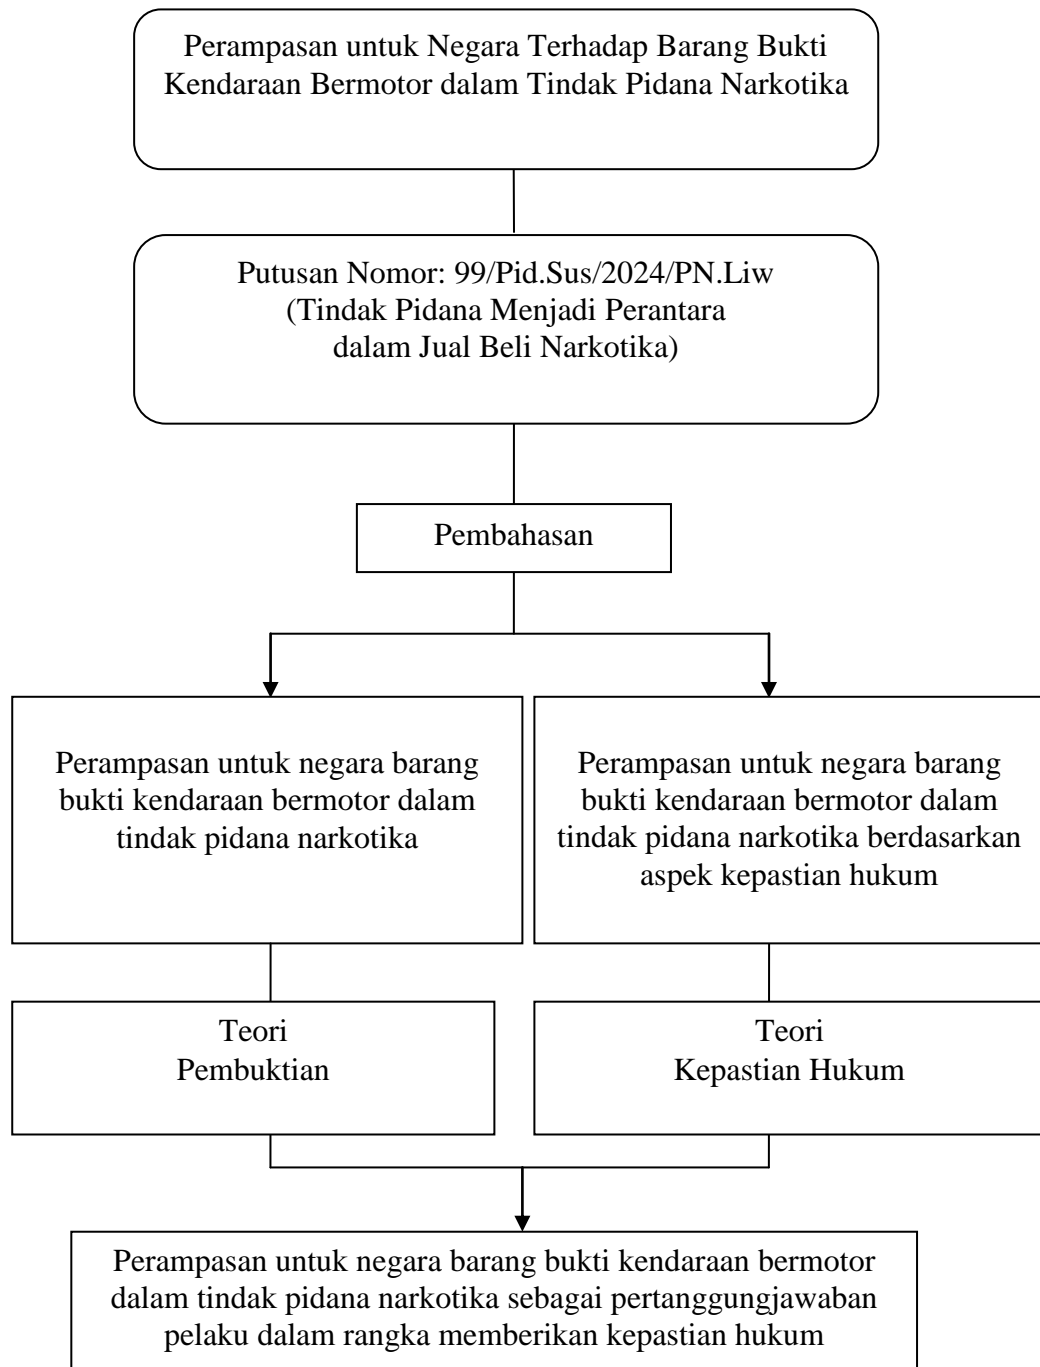 Perampasan untuk Negara Terhadap Barang Bukti
Kendaraan Bermotor dalam Tindak Pidana Narkotika
Putusan Nomor: 99/Pid.Sus/2024/PN.Liw
(Tindak Pidana Menjadi Perantara
dalam Jual Beli Narkotika)
Pembahasan
Perampasan untuk negara barang
bukti kendaraan bermotor dalam
tindak pidana narkotika
Perampasan untuk negara barang
bukti kendaraan bermotor dalam
tindak pidana narkotika berdasarkan
aspek kepastian hukum
Teori
Pembuktian
Teori
Kepastian Hukum
Perampasan untuk negara barang bukti kendaraan bermotor
dalam tindak pidana narkotika sebagai pertanggungjawaban
pelaku dalam rangka memberikan kepastian hukum